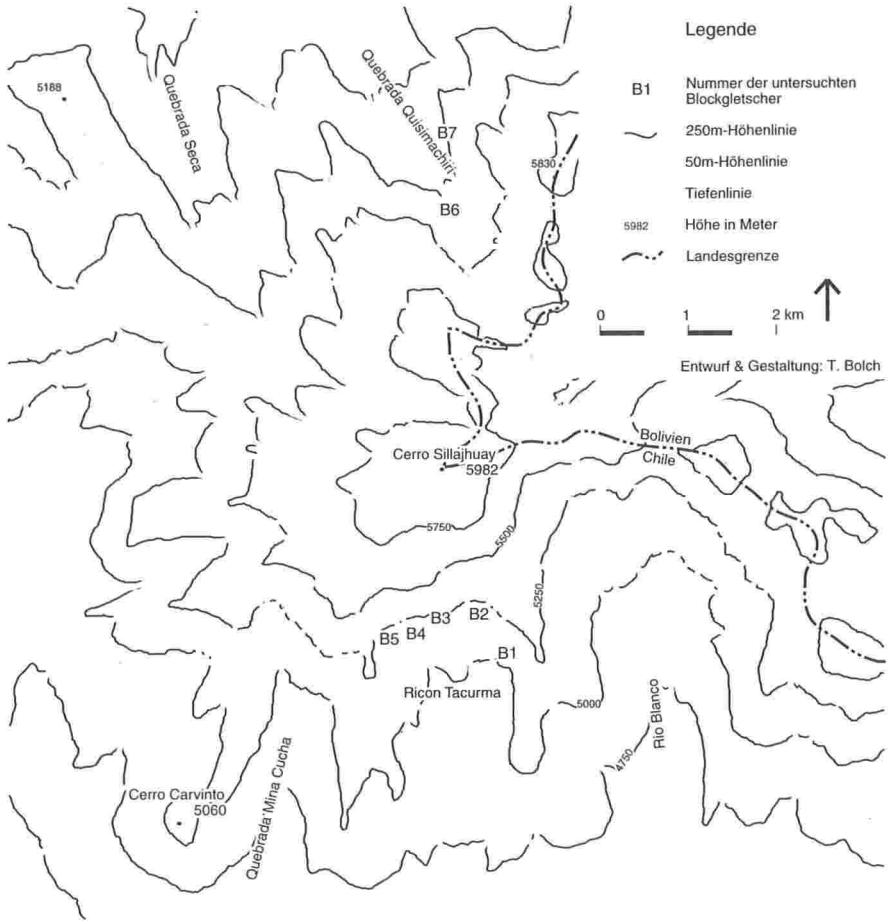 Legende
B1 Nummer der untersuchten
Blockgletscher
250m-Höhenlinie
50m-Höhenlinie
Tiefenlinie
5982 Höhe in Meter
Landesgrenze
0 1 2 km
Entwurf & Gestaltung: T. Bolch
5188
Quebrada Seca
Quebrada Quisimachiri
B7
B6
5830
Bolivien
Chile
Cerro Sillajhuay
5982
5750
5500
5250
B5
B4
B3
B2
B1
Ricon Tacurma
5000
Rio Blanco
4750
Cerro Carvinto
5060
Quebrada Mina Cucha